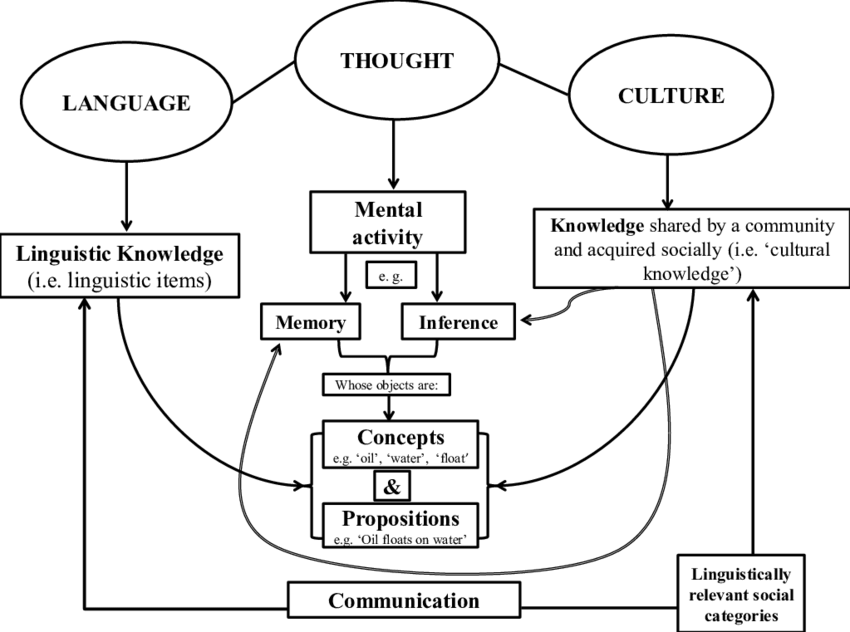 THOUGHT
LANGUAGE
CULTURE
Mental
activity
Knowledge shared by a community
and acquired socially (i.e. ‘cultural
knowledge’)
Linguistic Knowledge
(i.e. linguistic items)
e. g.
Memory
Inference
Whose objects are:
Concepts
e.g. ‘oil’, ‘water’, ‘float'
&
Propositions
e.g. ‘Oil floats on water’
Linguistically
relevant social
categories
Communication